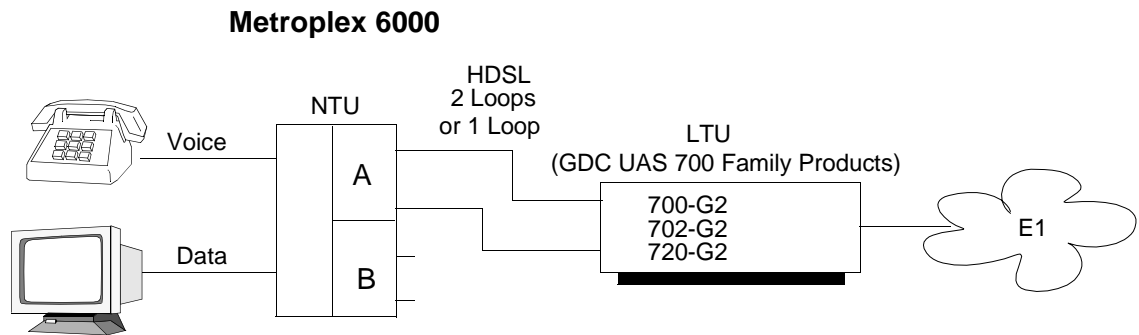 Metroplex 6000
HDSL
2 Loops
or 1 Loop
NTU
LTU
(GDC UAS 700 Family Products)
Voice
A
700-G2
702-G2
720-G2
E1
Data
B